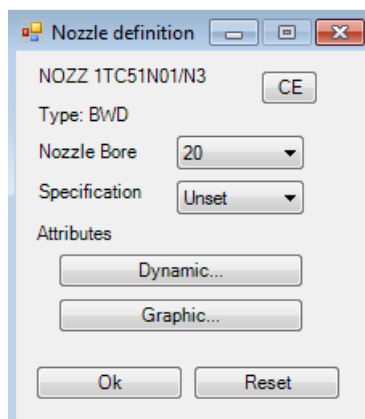 Nozzle definition
NOZZ 1TC51N01/N3
CE
Type: BWD
Nozzle Bore 20
Specification Unset
Attributes
Dynamic...
Graphic...
Ok Reset